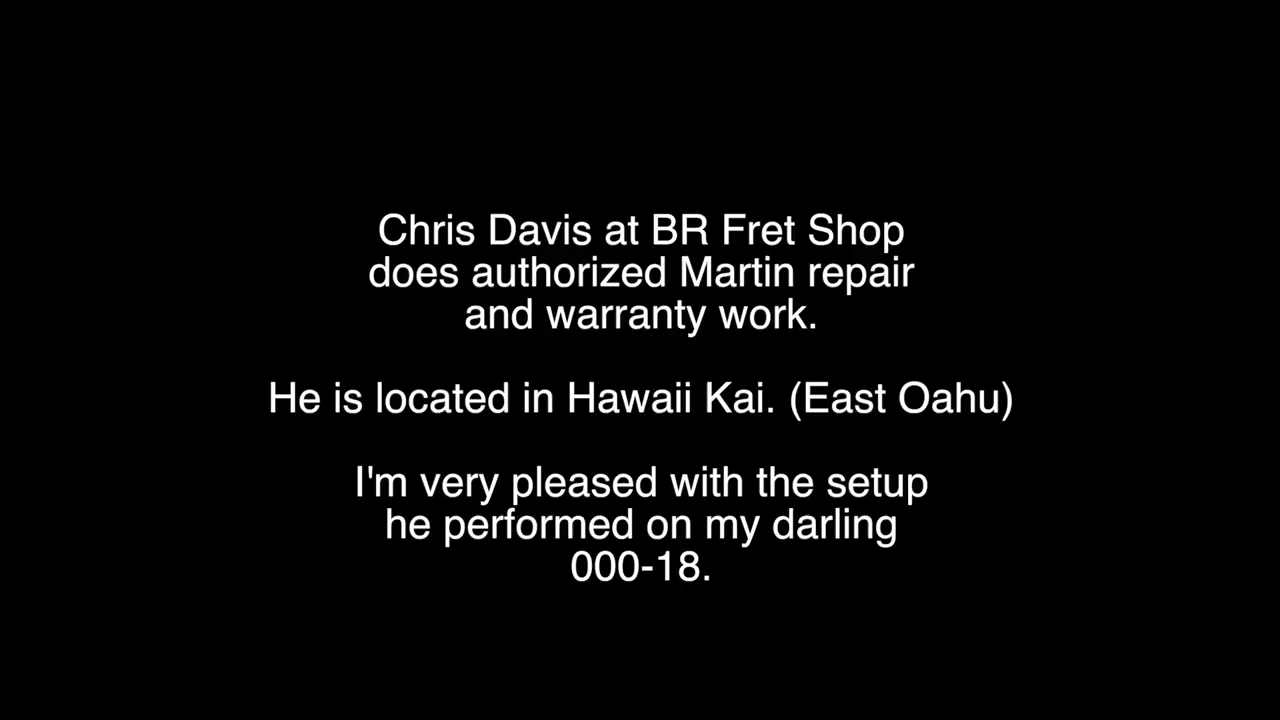 Chris Davis at BR Fret Shop
does authorized Martin repair
and warranty work.
He is located in Hawaii Kai. (East Oahu)
I'm very pleased with the setup
he performed on my darling
000-18.